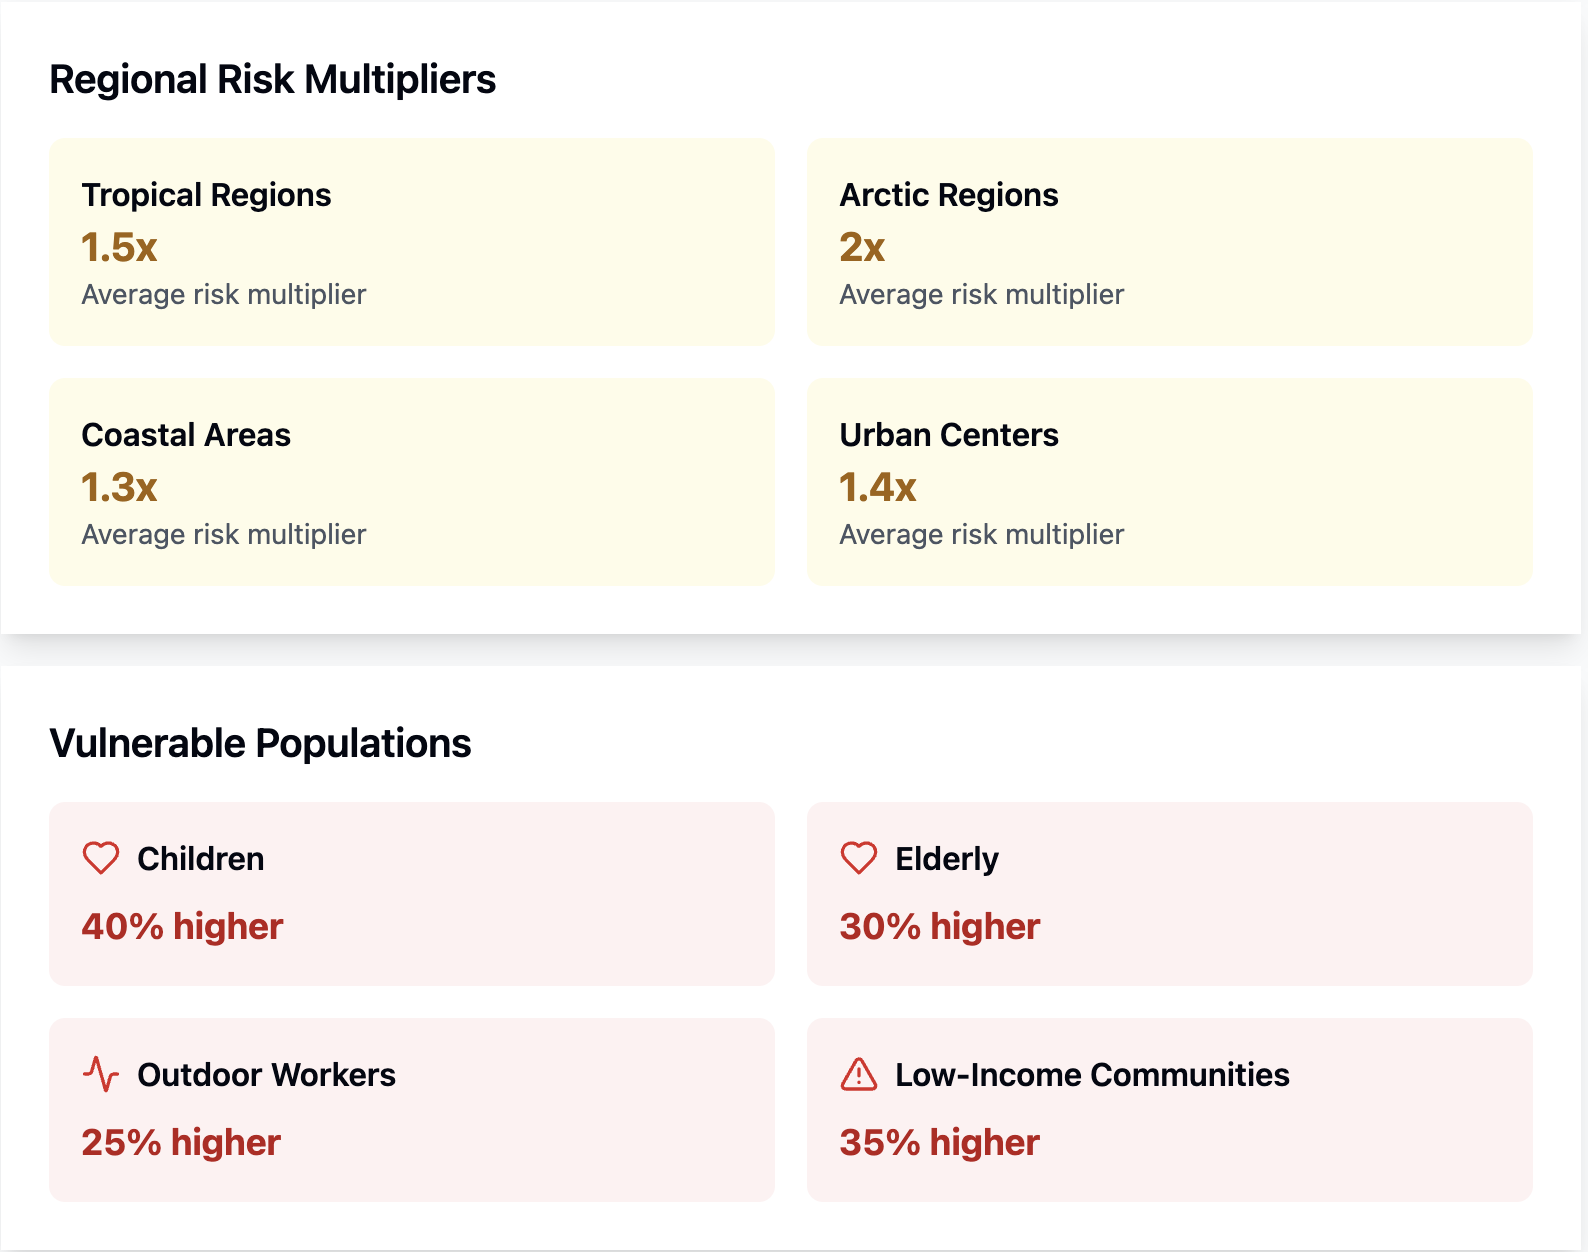 Regional Risk Multipliers
Tropical Regions
1.5x
Average risk multiplier
Arctic Regions
2x
Average risk multiplier
Coastal Areas
1.3x
Average risk multiplier
Urban Centers
1.4x
Average risk multiplier
Vulnerable Populations
Children
40% higher
Elderly
30% higher
Outdoor Workers
25% higher
Low-Income Communities
35% higher